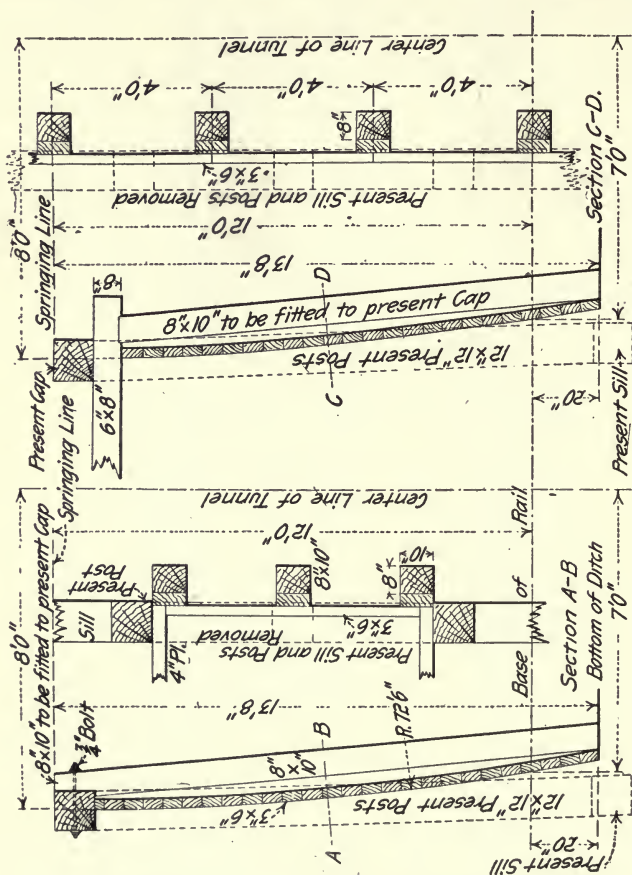 8'0"
8"x10" to be fitted to present Cap
¾" Bolt
Springing Line
Center Line of Tunnel
12'0"
13'8"
Sill
Present Post
4" Pl.
3"x6"
Present Sill and Posts Removed
8"x10"
8"
10"
8"x10"
B
A
R.72'6"
3"x6"
12"x12" Present Posts
Base of Rail
Section A-B
Bottom of Ditch
20"
7'0"
Present Sill
8'0"
Present Cap
Springing Line
6"x8"
8"
Center Line of Tunnel
4'0"
4'0"
4'0"
8"
3"x6"
Present Sill and Posts Removed
12'0"
13'8"
8"x10" to be fitted to present Cap
D
C
12"x12" Present Posts
Section C-D.
20"
7'0"
Present Sill